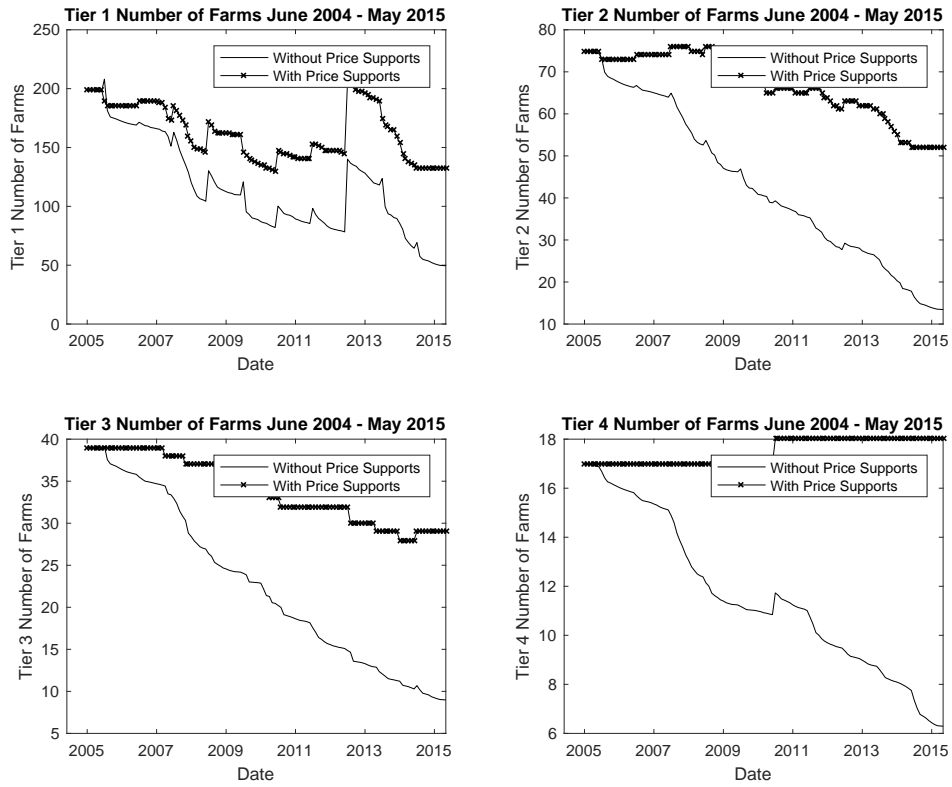 Tier 1 Number of Farms June 2004 - May 2015
250
200
150
100
50
0
Tier 1 Number of Farms
Without Price Supports
With Price Supports
2005 2007 2009 2011 2013 2015
Date
Tier 2 Number of Farms June 2004 - May 2015
80
70
60
50
40
30
20
10
Tier 2 Number of Farms
Without Price Supports
With Price Supports
2005 2007 2009 2011 2013 2015
Date
Tier 3 Number of Farms June 2004 - May 2015
40
35
30
25
20
15
10
5
Tier 3 Number of Farms
Without Price Supports
With Price Supports
2005 2007 2009 2011 2013 2015
Date
Tier 4 Number of Farms June 2004 - May 2015
18
16
14
12
10
8
6
Tier 4 Number of Farms
Without Price Supports
With Price Supports
2005 2007 2009 2011 2013 2015
Date